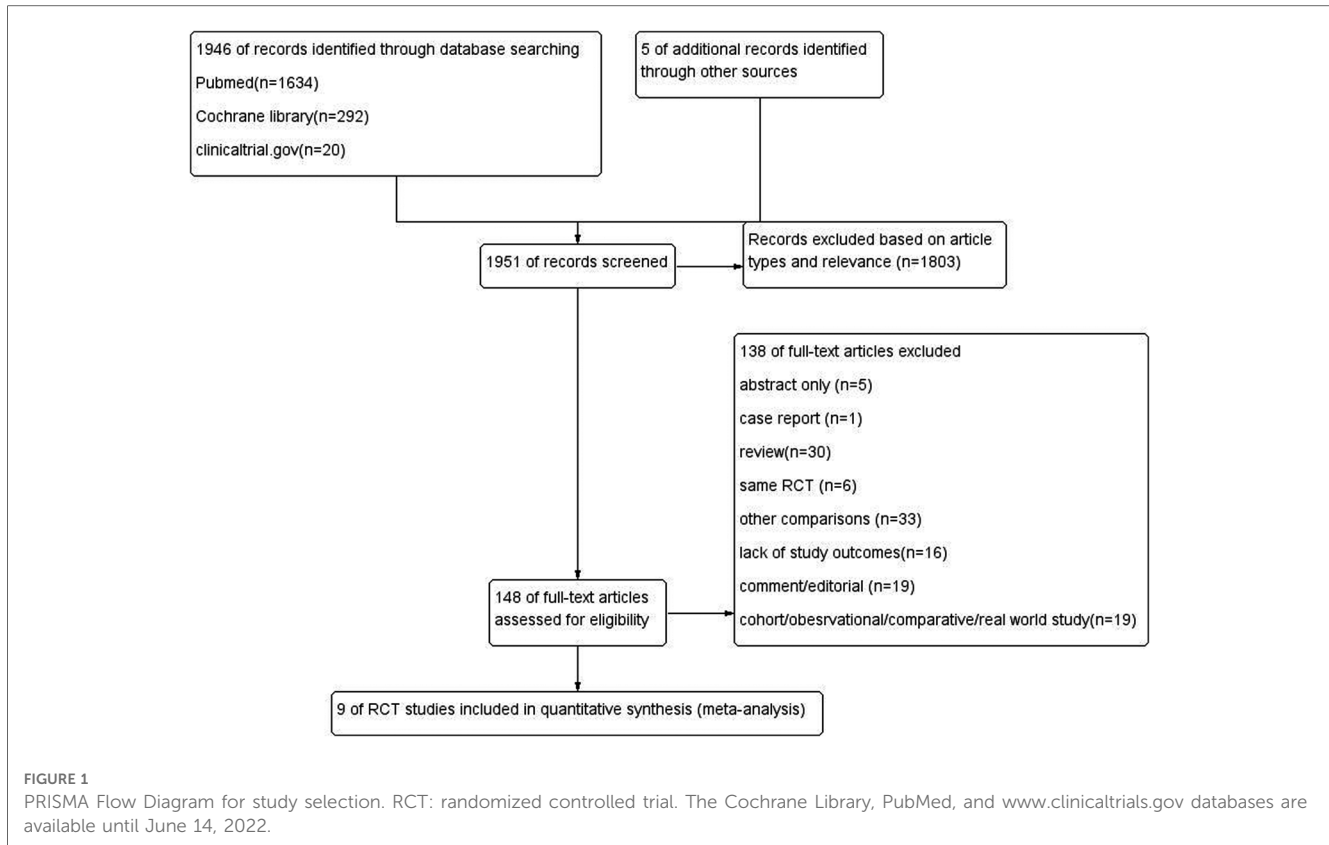 1946 of records identified through database searching
Pubmed(n=1634)
Cochrane library(n=292)
clinicaltrial.gov(n=20)
5 of additional records identified
through other sources
1951 of records screened
Records excluded based on article
types and relevance (n=1803)
138 of full-text articles excluded
abstract only (n=5)
case report (n=1)
review(n=30)
same RCT (n=6)
other comparisons (n=33)
lack of study outcomes(n=16)
comment/editorial (n=19)
cohort/obesrvational/comparative/real world study(n=19)
148 of full-text articles
assessed for eligibility
9 of RCT studies included in quantitative synthesis (meta-analysis)
FIGURE 1
PRISMA Flow Diagram for study selection. RCT: randomized controlled trial. The Cochrane Library, PubMed, and www.clinicaltrials.gov databases are
available until June 14, 2022.